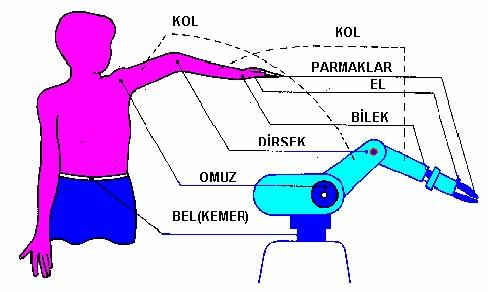 KOL
KOL
PARMAKLAR
EL
BİLEK
DİRSEK
OMUZ
BEL(KEMER)